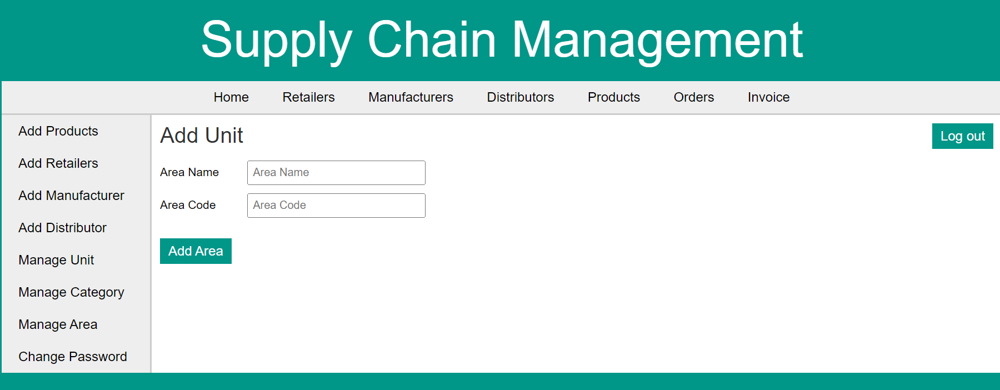 Supply Chain Management
Home Retailers Manufacturers Distributors Products Orders Invoice
Add Products
Add Retailers
Add Manufacturer
Add Distributor
Manage Unit
Manage Category
Manage Area
Change Password
Add Unit
Log out
Area Name Area Name
Area Code Area Code
Add Area